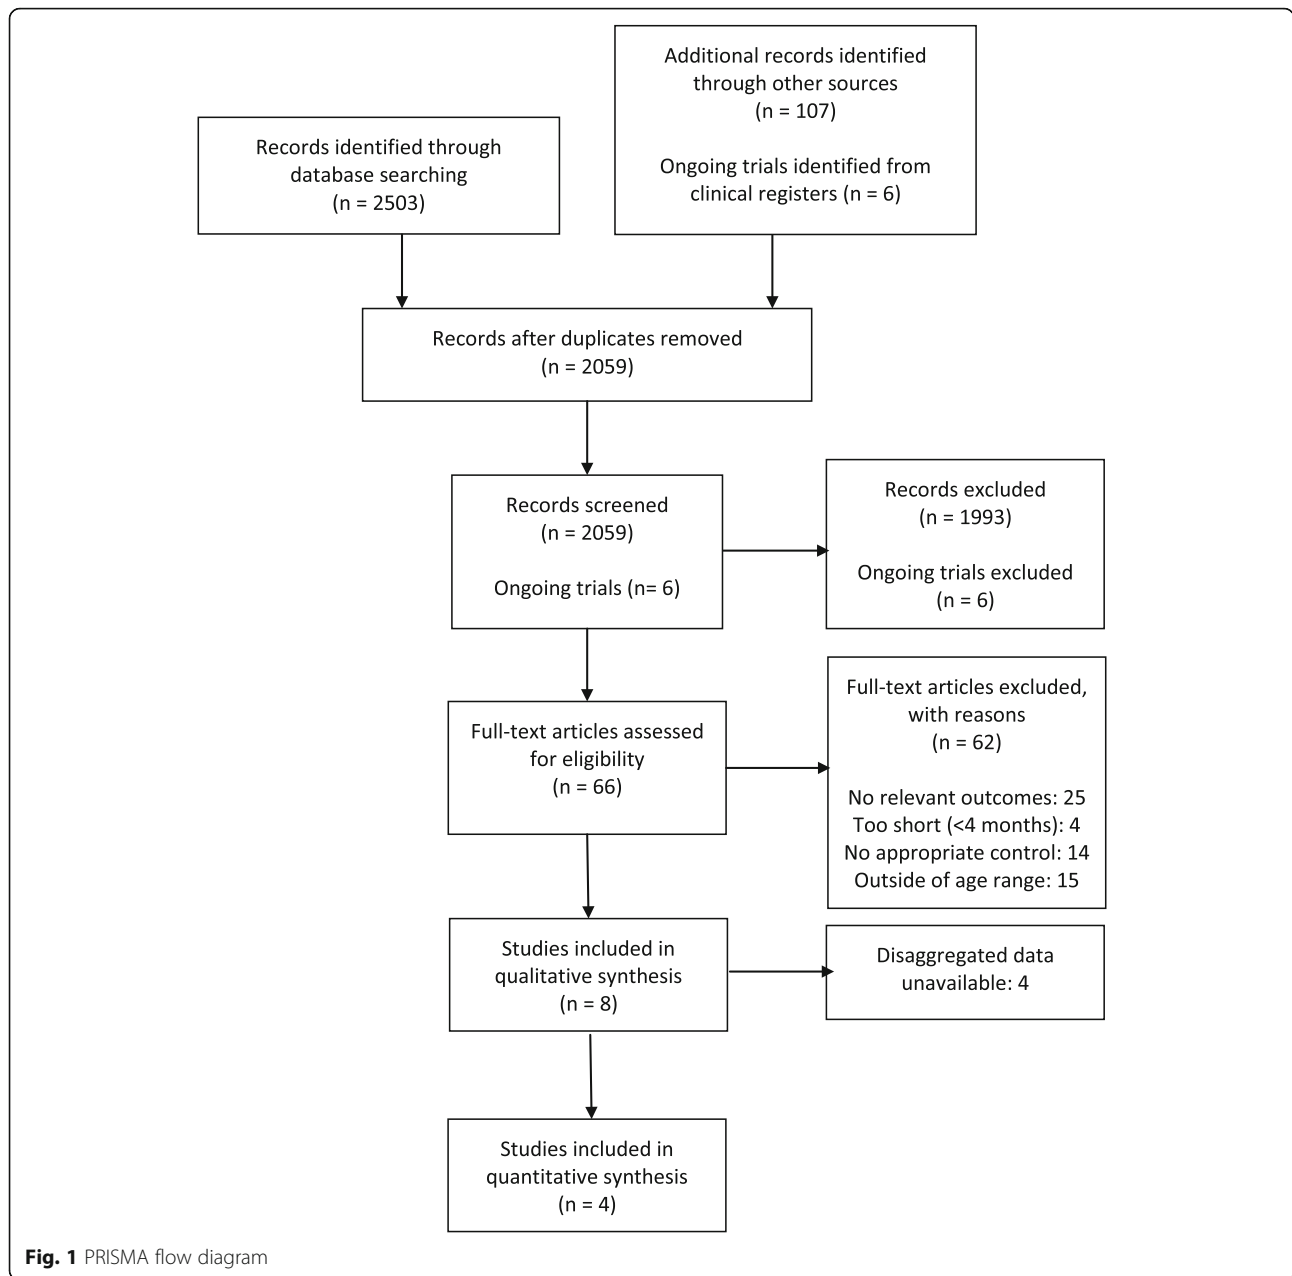 Additional records identified
through other sources
(n = 107)
Ongoing trials identified from
clinical registers (n = 6)
Records identified through
database searching
(n = 2503)
Records after duplicates removed
(n = 2059)
Records screened
(n = 2059)
Ongoing trials (n= 6)
Records excluded
(n = 1993)
Ongoing trials excluded
(n = 6)
Full-text articles assessed
for eligibility
(n = 66)
Full-text articles excluded,
with reasons
(n = 62)
No relevant outcomes: 25
Too short (<4 months): 4
No appropriate control: 14
Outside of age range: 15
Studies included in
qualitative synthesis
(n = 8)
Disaggregated data
unavailable: 4
Studies included in
quantitative synthesis
(n = 4)
Fig. 1 PRISMA flow diagram